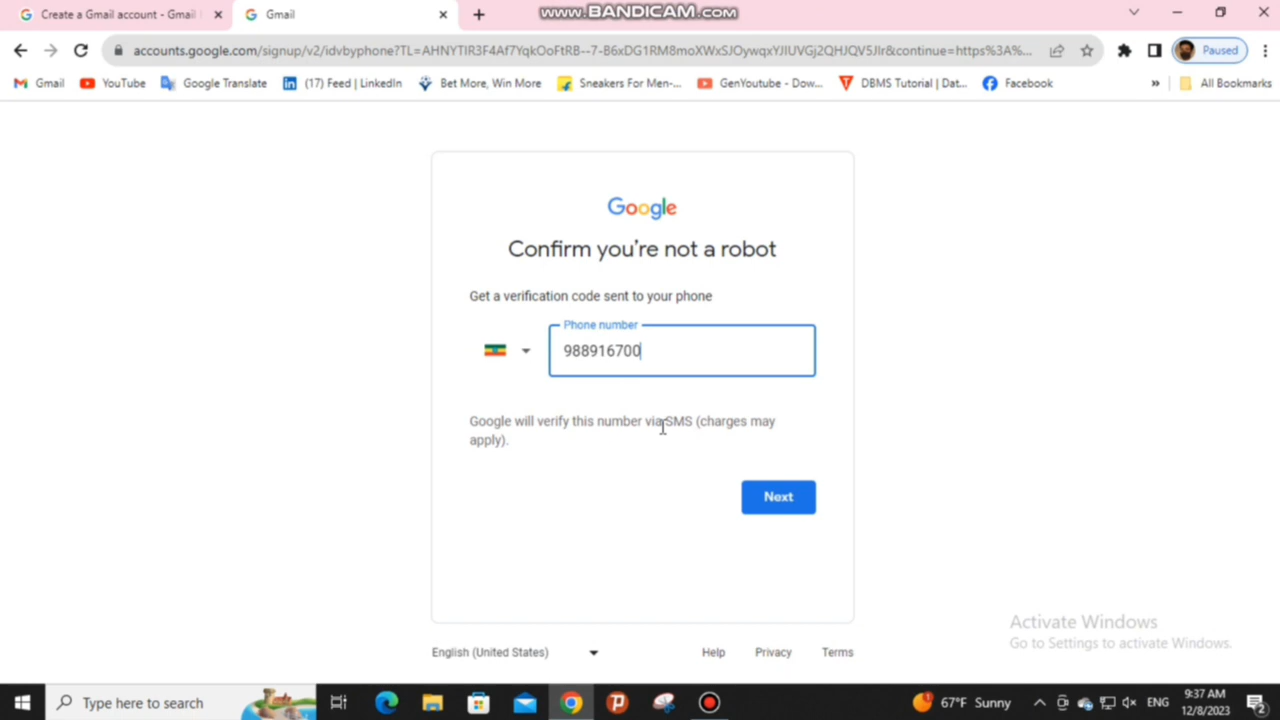 Create a Gmail account - Gmail
Gmail
www.BANDICAM.com
accounts.google.com/signup/v2/idvbyphone?TL=AHNYTIR3F4Af7YqkOoFtRB--7-B6xDG1RM8moXWxSJOywqxYJIUVGj2QHJQV5JIr&continue=https%3A%...
Paused
Gmail
YouTube
Google Translate
(17) Feed | LinkedIn
Bet More, Win More
Sneakers For Men-...
GenYoutube - Dow...
DBMS Tutorial | Dat...
Facebook
»
All Bookmarks
Google
Confirm you're not a robot
Get a verification code sent to your phone
Phone number
988916700
Google will verify this number via SMS (charges may
apply).
Next
Activate Windows
Go to Settings to activate Windows.
English (United States)
Help
Privacy
Terms
Type here to search
67°F Sunny
ENG
9:37 AM
12/8/2023
2